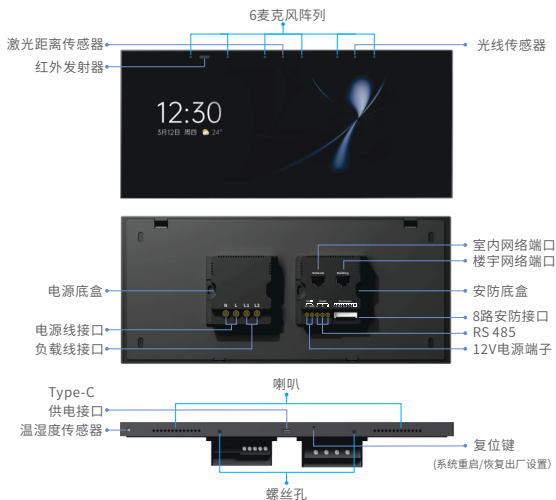 6麦克风阵列
激光距离传感器
光线传感器
红外发射器
12:30
3月12日 周四 24°
室内网络端口
楼宇网络端口
电源底盒
安防底盒
N L L1 L2
8路安防接口
电源线接口
RS 485
负载线接口
12V电源端子
喇叭
Type-C
供电接口
温湿度传感器
复位键
(系统重启/恢复出厂设置)
螺丝孔